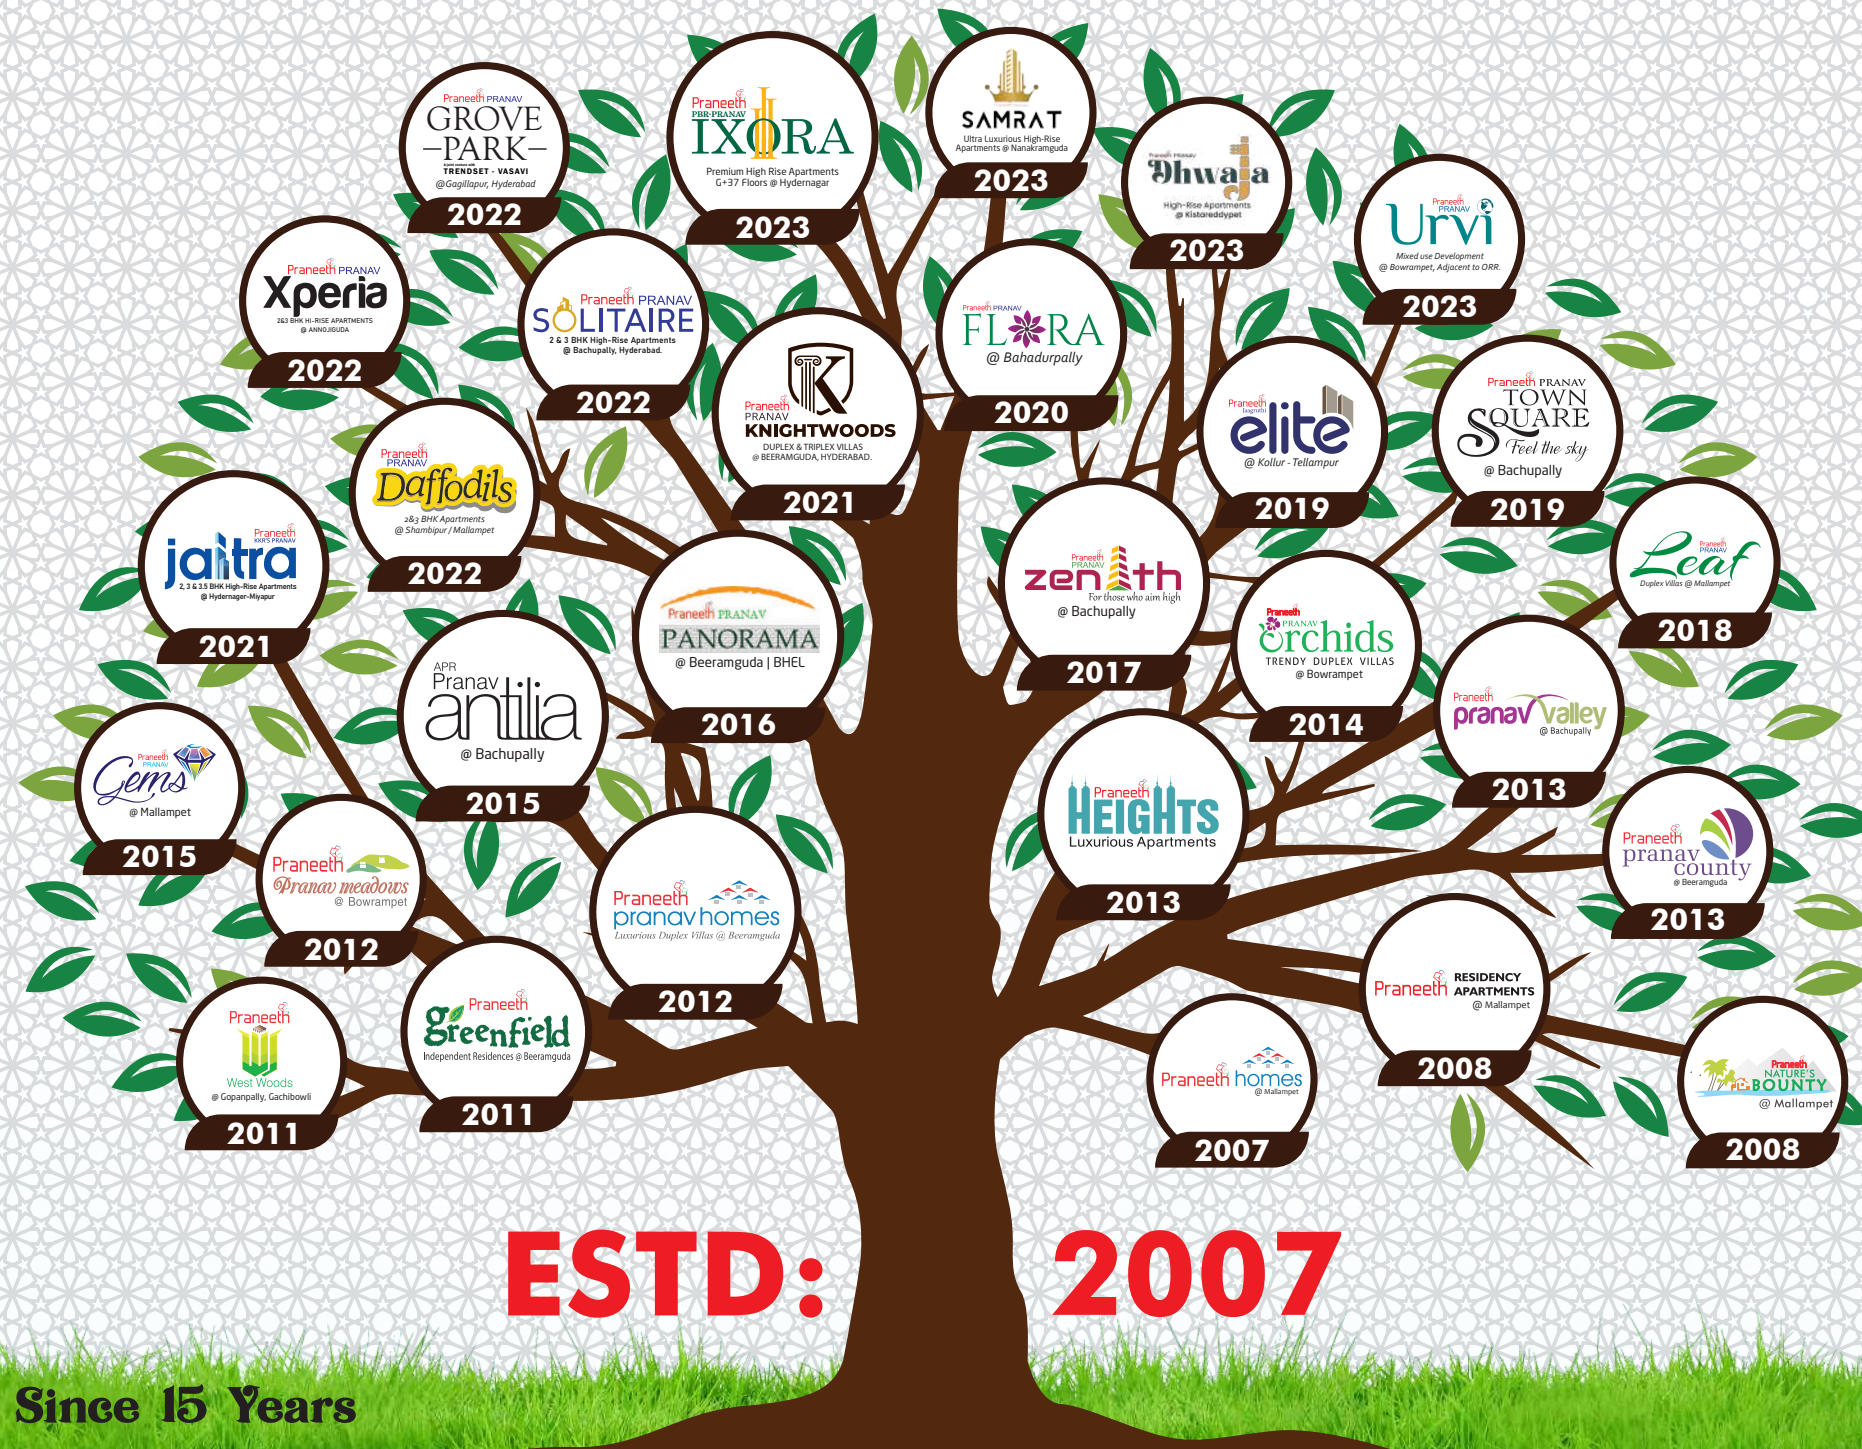 Praneeth PRANAV
GROVE
PARK
A joint venture with
TRENDSET - VASAVI
@Gagillapur, Hyderabad
2022
Praneeth
PBR-PRANAV
IXORA
Premium High Rise Apartments
G+37 Floors @ Hydernagar
2023
SAMRAT
Ultra Luxurious High-Rise
Apartments @ Nanakramguda
2023
Praneeth PRANAV
Dhwaja
High-Rise Apartments
@ Kistareddypet
2023
Praneeth
PRANAV
Urvi
Mixed use Development
@ Bowrampet, Adjacent to ORR.
2023
Praneeth PRANAV
Xperia
2&3 BHK HI-RISE APARTMENTS
@ ANNOJIGUDA
2022
Praneeth PRANAV
SOLITAIRE
2 & 3 BHK High-Rise Apartments
@ Bachupally, Hyderabad.
2022
K
Praneeth
PRANAV
KNIGHTWOODS
DUPLEX & TRIPLEX VILLAS
@ BEERAMGUDA, HYDERABAD.
2021
Praneeth PRANAV
FLORA
@ Bahadurpally
2020
Praneeth
jaagruthi
elite
@ Kollur - Tellampur
2019
Praneeth PRANAV
TOWN
SQUARE
Feel the sky
@ Bachupally
2019
Praneeth
PRANAV
Daffodils
2&3 BHK Apartments
@ Shambipur / Mallampet
2022
Praneeth
KKR'S PRANAV
jaitra
2, 3 & 3.5 BHK High-Rise Apartments
@ Hydernager-Miyapur
2021
Praneeth PRANAV
PANORAMA
@ Beeramguda | BHEL
2016
Praneeth
PRANAV
zenith
For those who aim high
@ Bachupally
2017
Praneeth
PRANAV
orchids
TRENDY DUPLEX VILLAS
@ Bowrampet
2014
Praneeth
PRANAV
Leaf
Duplex Villas @ Mallampet
2018
APR
Pranav
antilia
@ Bachupally
2015
Praneeth
pranav valley
@ Bachupally
2013
Praneeth
PRANAV
Gems
@ Mallampet
2015
Praneeth
HEIGHTS
Luxurious Apartments
2013
Praneeth
pranav
county
@ Beeramguda
2013
Praneeth
Pranav meadows
@ Bowrampet
2012
Praneeth
pranav homes
Luxurious Duplex Villas @ Beeramguda
2012
Praneeth RESIDENCY
APARTMENTS
@ Mallampet
2008
Praneeth
West Woods
@ Gopanpally, Gachibowli
2011
Praneeth
greenfield
Independent Residences @ Beeramguda
2011
Praneeth homes
@ Mallampet
2007
Praneeth
NATURE'S
BOUNTY
@ Mallampet
2008
ESTD: 2007
Since 15 Years